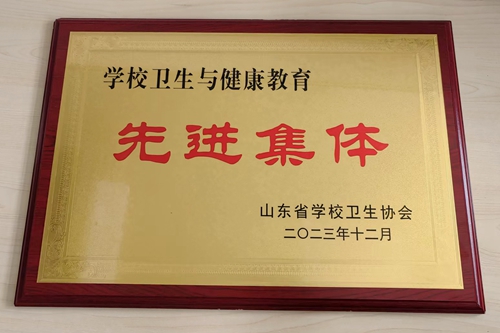 学校卫生与健康教育
先进集体
山东省学校卫生协会
二〇二三年十二月